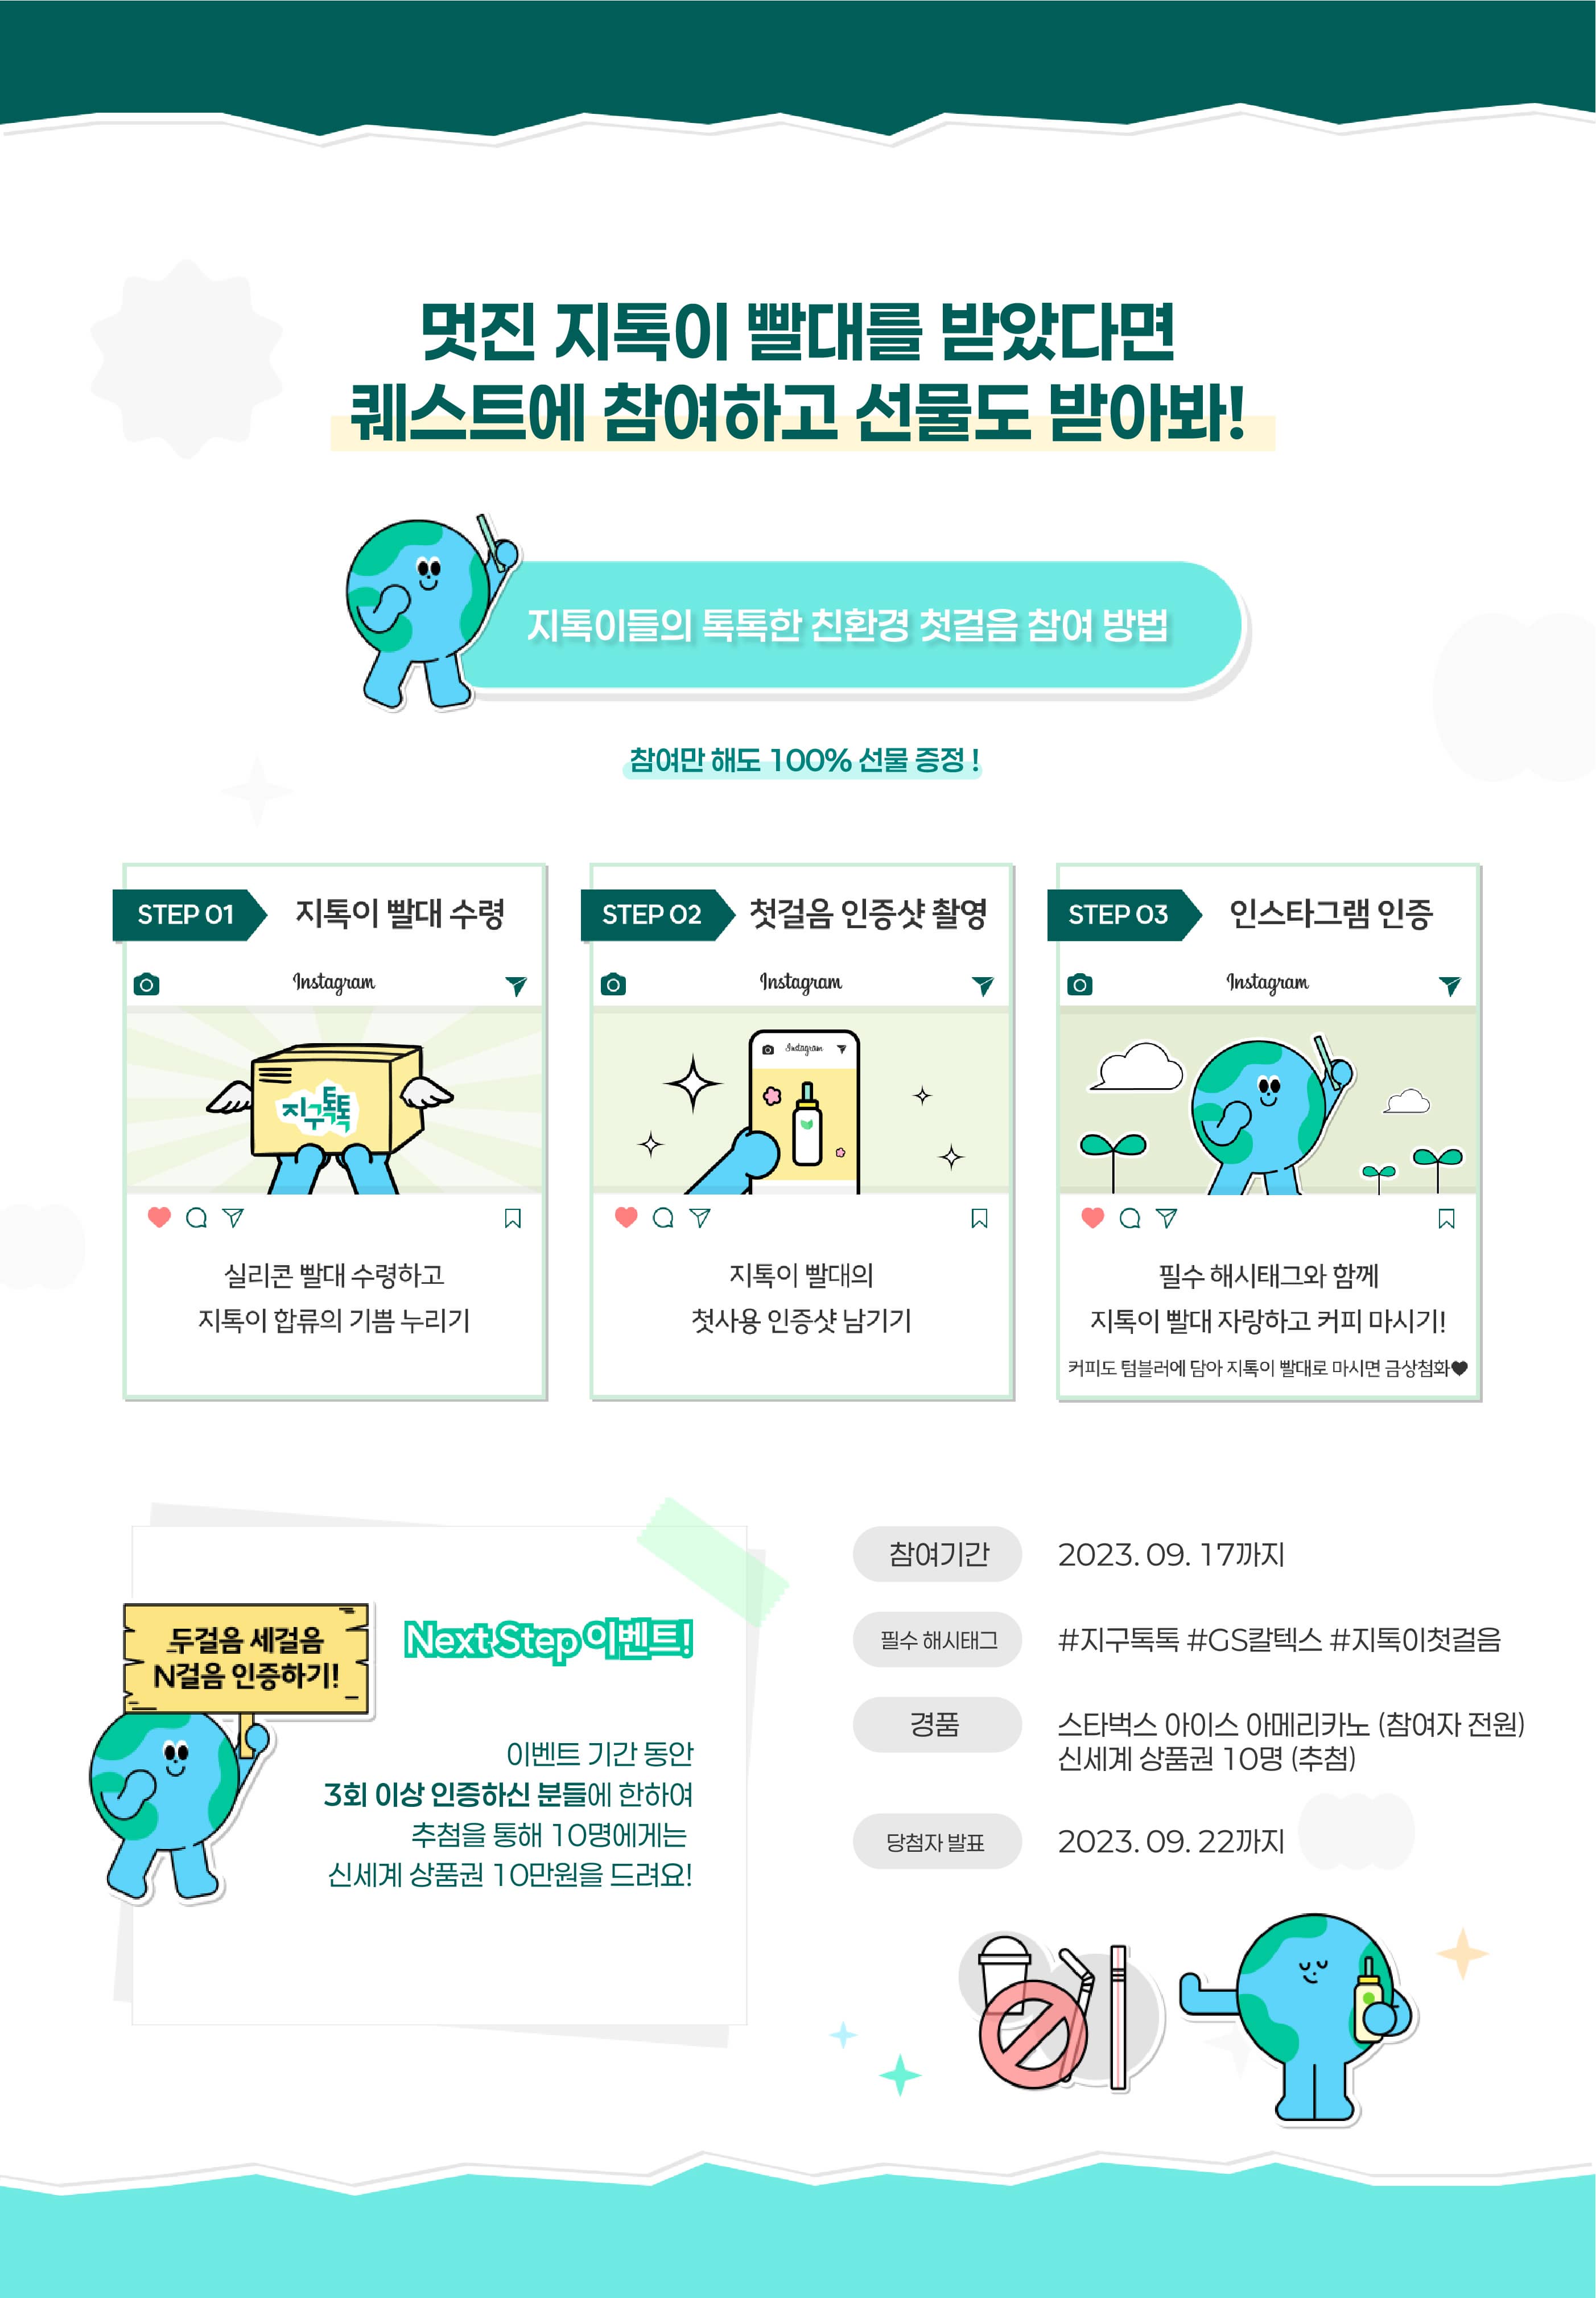 멋진 지톡이 빨대를 받았다면
퀘스트에 참여하고 선물도 받아봐!
지톡이들의 톡톡한 친환경 첫걸음 참여 방법
참여만 해도 100% 선물 증정 !
STEP 01
지톡이 빨대 수령
Instagram
지구톡톡
실리콘 빨대 수령하고
지톡이 합류의 기쁨 누리기
STEP 02
첫걸음 인증샷 촬영
Instagram
Instagram
지톡이 빨대의
첫사용 인증샷 남기기
STEP 03
인스타그램 인증
Instagram
필수 해시태그와 함께
지톡이 빨대 자랑하고 커피 마시기!
커피도 텀블러에 담아 지톡이 빨대로 마시면 금상첨화♥
두걸음 세걸음
N걸음 인증하기!
Next Step 이벤트!
이벤트 기간 동안
3회 이상 인증하신 분들에 한하여
추첨을 통해 10명에게는
신세계 상품권 10만원을 드려요!
참여기간 2023. 09. 17까지
필수 해시태그 #지구톡톡 #GS칼텍스 #지톡이첫걸음
경품 스타벅스 아이스 아메리카노 (참여자 전원)
신세계 상품권 10명 (추첨)
당첨자 발표 2023. 09. 22까지